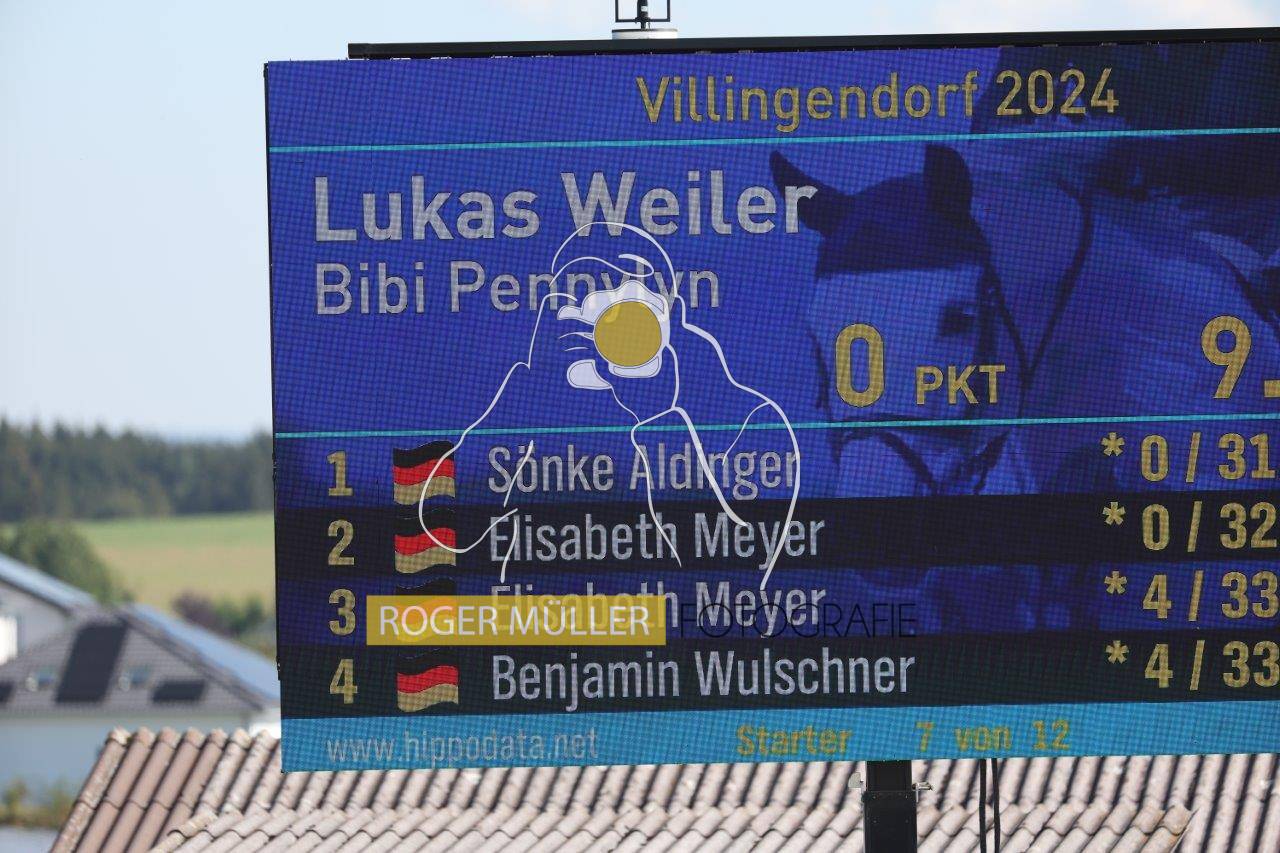 Villingendorf 2024
Lukas Weiler
Bibi Pennylyn
0 PKT 9.
1 Sönke Aldinger * 0 / 31
2 Elisabeth Meyer * 0 / 32
3 Elisabeth Meyer * 4 / 33
ROGER MÜLLER FOTOGRAFIE
4 Benjamin Wulschner * 4 / 33
www.hippodata.net Starter 7 von 12